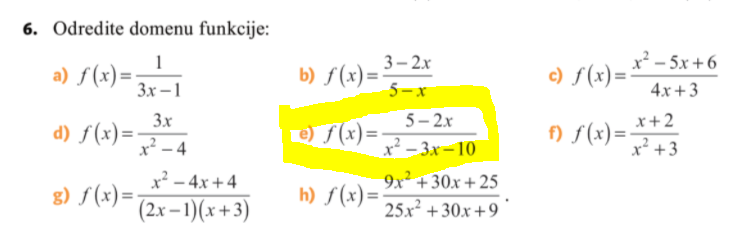 6. Odredite domenu funkcije:
a) f(x) = 1 / (3x – 1) b) f(x) = (3 – 2x) / (5 – x) c) f(x) = (x² – 5x + 6) / (4x + 3)
d) f(x) = 3x / (x² – 4) e) f(x) = (5 – 2x) / (x² – 3x – 10) f) f(x) = (x + 2) / (x² + 3)
g) f(x) = (x² – 4x + 4) / ((2x – 1)(x + 3)) h) f(x) = (9x² + 30x + 25) / (25x² + 30x + 9).